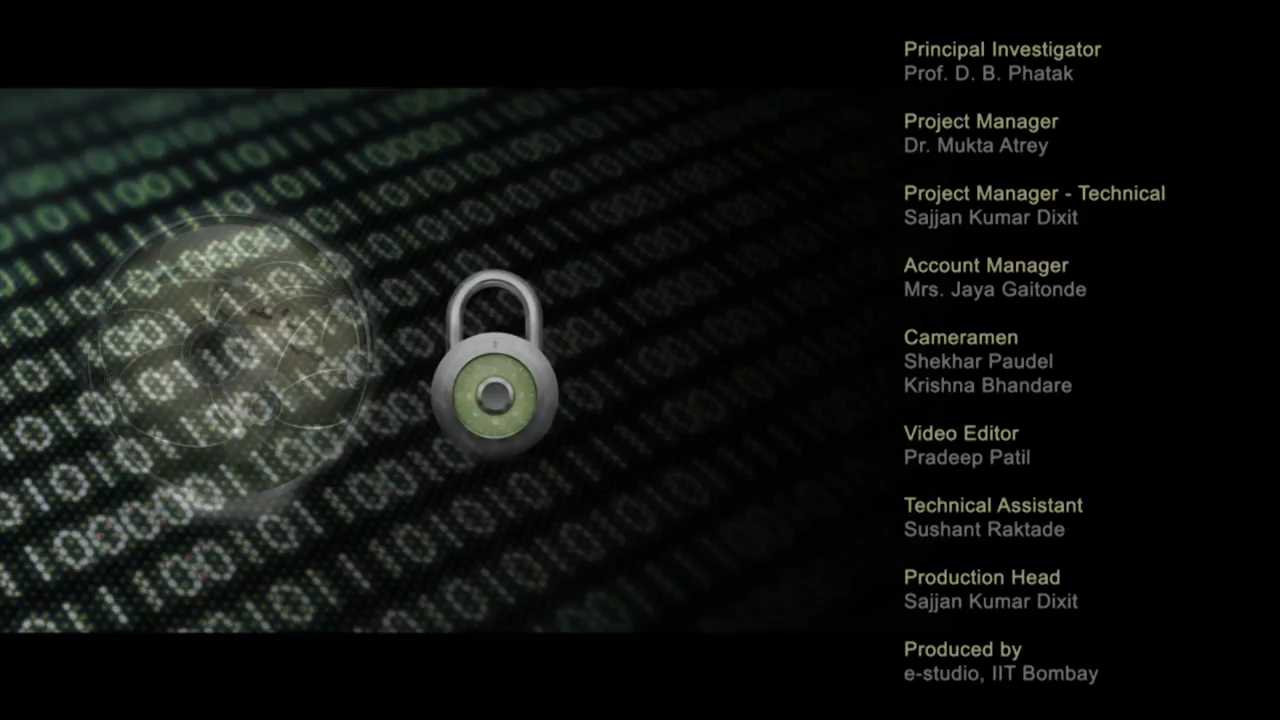 Principal Investigator
Prof. D. B. Phatak
Project Manager
Dr. Mukta Atrey
Project Manager - Technical
Sajjan Kumar Dixit
Account Manager
Mrs. Jaya Gaitonde
Cameramen
Shekhar Paudel
Krishna Bhandare
Video Editor
Pradeep Patil
Technical Assistant
Sushant Raktade
Production Head
Sajjan Kumar Dixit
Produced by
e-studio, IIT Bombay